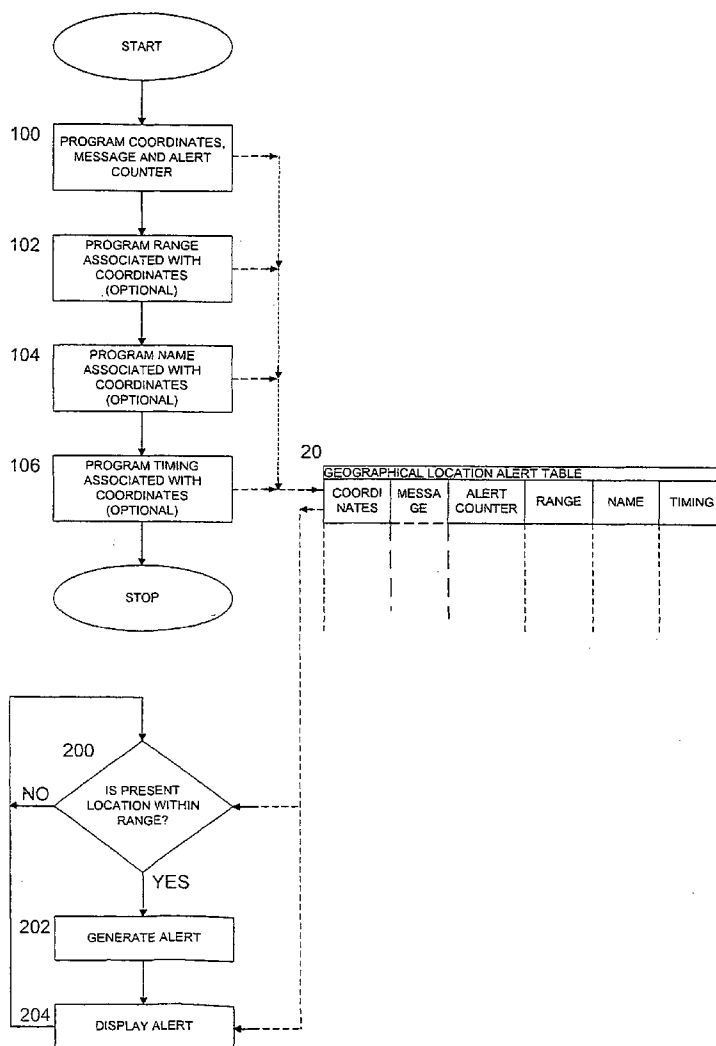 START
100
PROGRAM COORDINATES,
MESSAGE AND ALERT
COUNTER
102
PROGRAM RANGE
ASSOCIATED WITH
COORDINATES
(OPTIONAL)
104
PROGRAM NAME
ASSOCIATED WITH
COORDINATES
(OPTIONAL)
106
PROGRAM TIMING
ASSOCIATED WITH
COORDINATES
(OPTIONAL)
STOP
20
GEOGRAPHICAL LOCATION ALERT TABLE
COORDI
NATES
MESSA
GE
ALERT
COUNTER
RANGE
NAME
TIMING
200
IS PRESENT
LOCATION WITHIN
RANGE?
NO
YES
202
GENERATE ALERT
204
DISPLAY ALERT